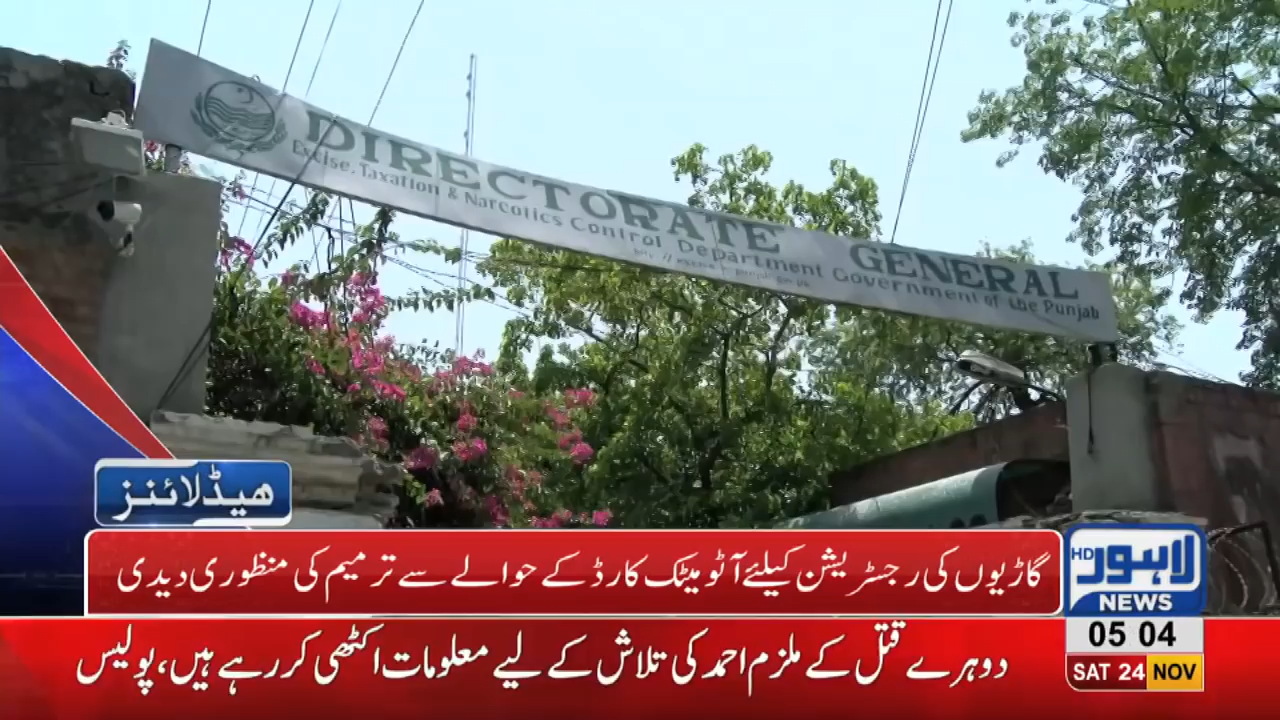 DIRECTORATE GENERAL
Excise, Taxation & Narcotics Control Department Government of the Punjab
ھیڈلائنز
گاڑیوں کی رجسٹریشن کیلئے آٹومیٹک کارڈ کے حوالے سے ترمیم کی منظوری دیدی
HD لاہور
NEWS
05 04
SAT 24 NOV
دوہرے قتل کے ملزم احمد کی تلاش کے لیے معلومات اکٹھی کر رہے ہیں، پولیس